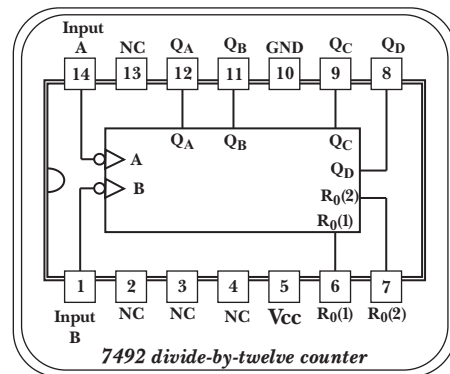 Input
A NC QA QB GND QC QD
14 13 12 11 10 9 8
QA QB QC
A QD
B R0(2)
R0(1)
1 2 3 4 5 6 7
Input NC NC NC Vcc R0(1) R0(2)
B
7492 divide-by-twelve counter